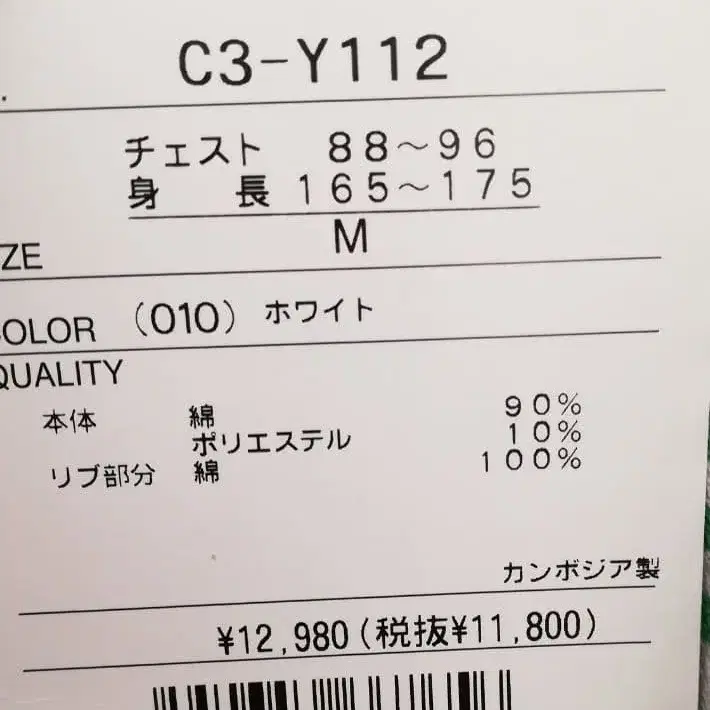 C3-Y112
チェスト 88～96
身長 165～175
ZE M
OLOR (010) ホワイト
QUALITY
本体 綿 90%
ポリエステル 10%
リブ部分 綿 100%
カンボジア製
¥12,980(税抜¥11,800)